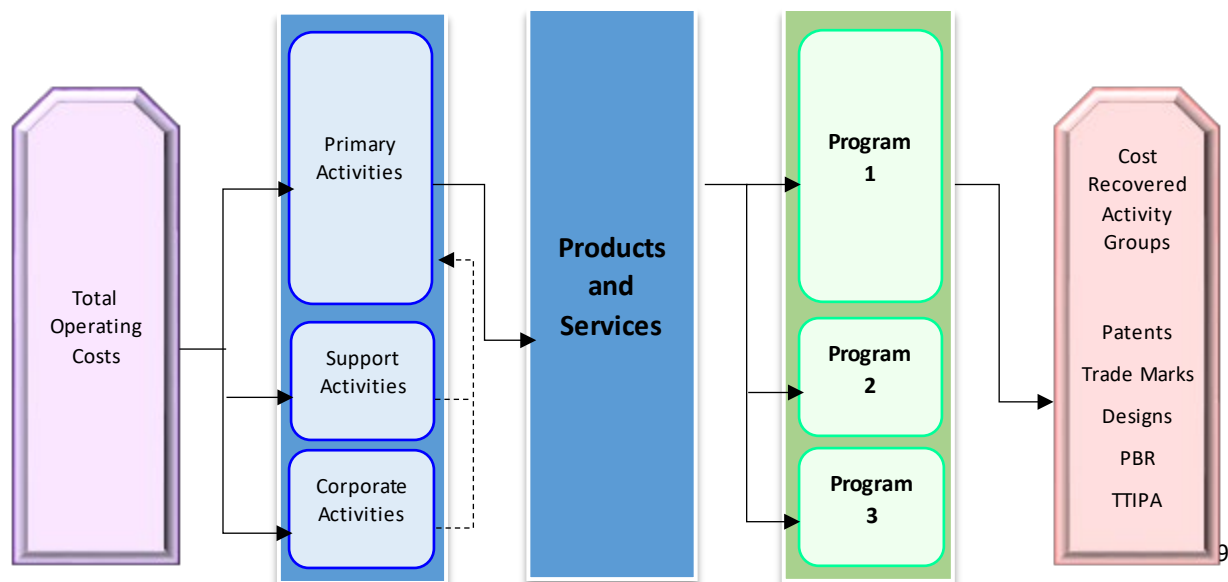 Total
Operating
Costs
Primary
Activities
Support
Activities
Corporate
Activities
Products
and
Services
Program
1
Program
2
Program
3
Cost
Recovered
Activity
Groups
Patents
Trade Marks
Designs
PBR
TTIPA
9